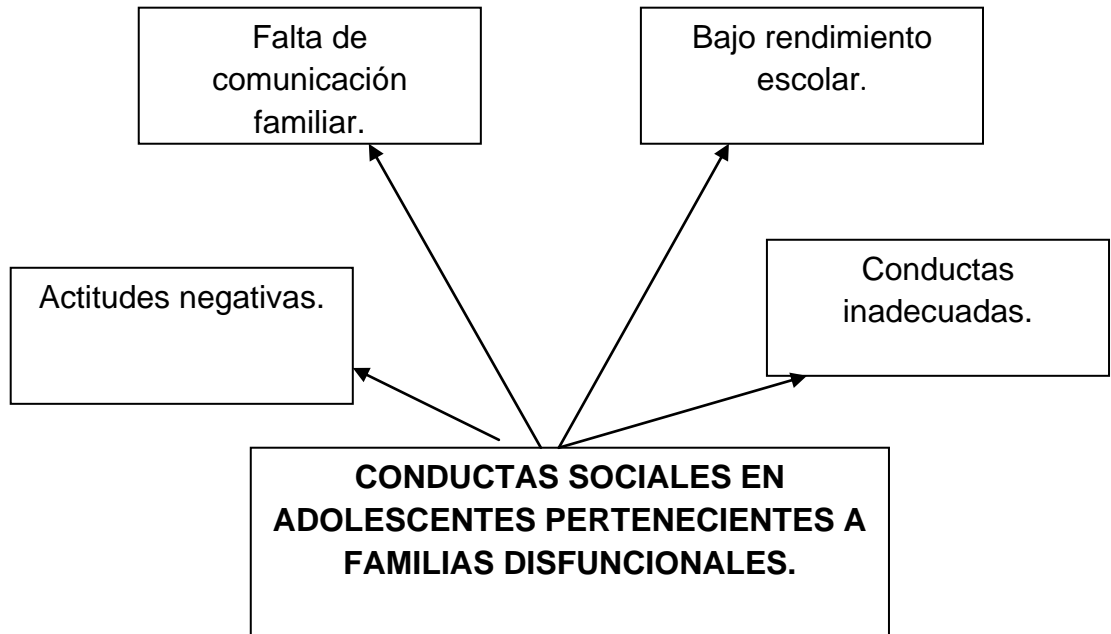 Falta de
comunicación
familiar.
Bajo rendimiento
escolar.
Actitudes negativas.
Conductas
inadecuadas.
CONDUCTAS SOCIALES EN
ADOLESCENTES PERTENECIENTES A
FAMILIAS DISFUNCIONALES.